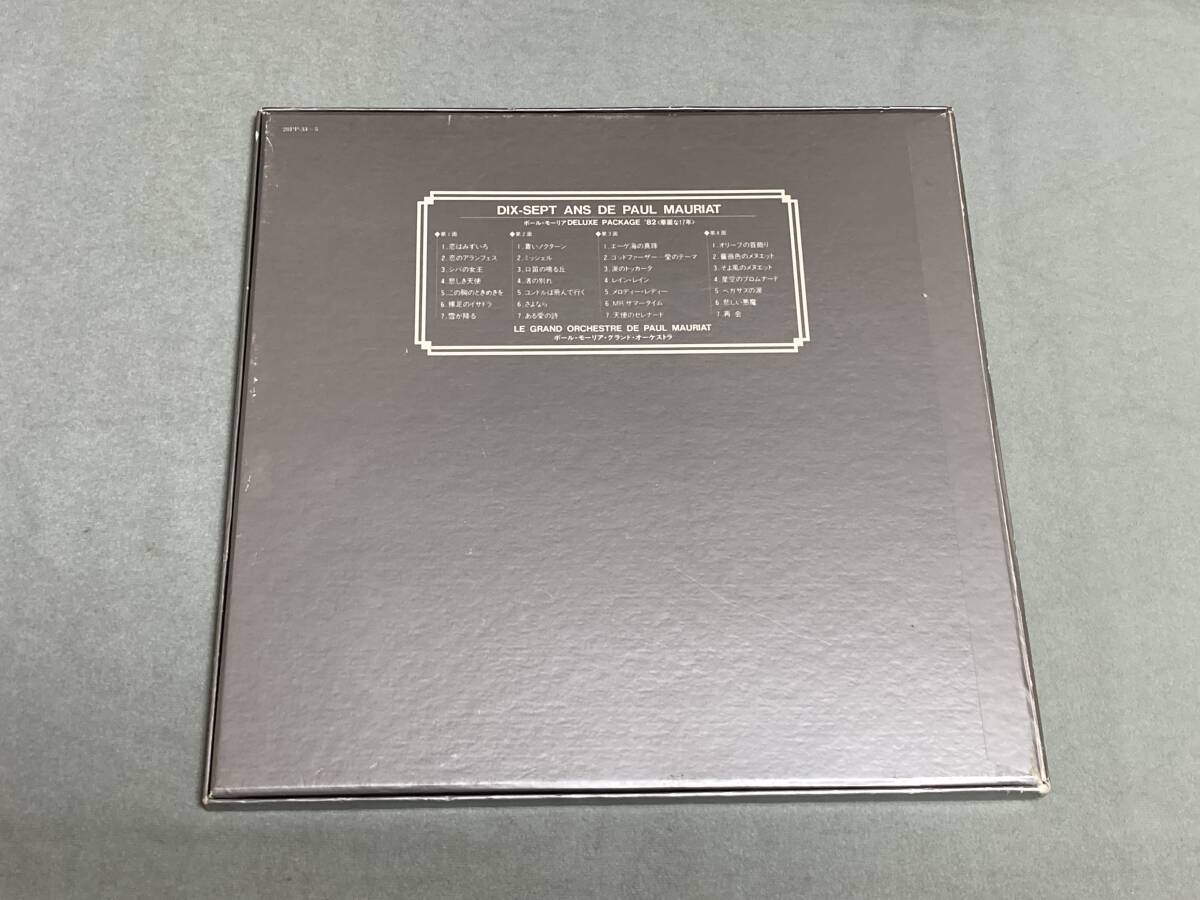 28PP-34~5
DIX-SEPT ANS DE PAUL MAURIAT
ポール・モーリア DELUXE PACKAGE '82 <華麗な17年>
◆第1面
1.恋はみずいろ
2.恋のアランフェス
3.シバの女王
4.悲しき天使
5.この胸のときめきを
6.裸足のイサドラ
7.雪が降る
◆第2面
1.蒼いノクターン
2.ミッシェル
3.口笛の鳴る丘
4.渚の別れ
5.コンドルは飛んで行く
6.さよなら
7.ある愛の詩
◆第3面
1.エーゲ海の真珠
2.ゴッドファーザー〜愛のテーマ
3.涙のトッカータ
4.レイン・レイン
5.メロディー・レディー
6.MR.サマータイム
7.天使のセレナード
◆第4面
1.オリーブの首飾り
2.薔薇色のメヌエット
3.そよ風のメヌエット
4.星空のプロムナード
5.ペガサスの涙
6.悲しい悪魔
7.再会
LE GRAND ORCHESTRE DE PAUL MAURIAT
ポール・モーリア・グランド・オーケストラ